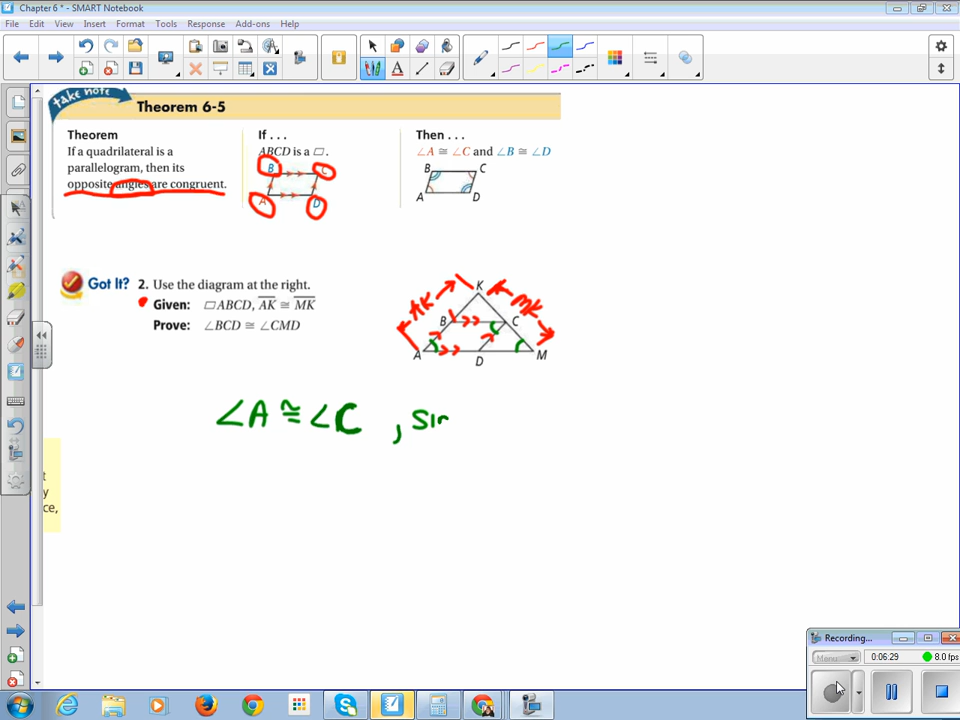 Chapter 6 * - SMART Notebook
File Edit View Insert Format Tools Response Add-ons Help
take note
Theorem 6-5
Theorem
If a quadrilateral is a
parallelogram, then its
opposite angles are congruent.
If . . .
ABCD is a ▱.
B C
A D
Then . . .
∠A ≅ ∠C and ∠B ≅ ∠D
B C
A D
Got It? 2. Use the diagram at the right.
Given: ▱ABCD, AK ≅ MK
Prove: ∠BCD ≅ ∠CMD
K
AK MK
B C
A D M
∠A ≅ ∠C , sin
t
y
ce,
Recording...
Menu 0:06:29 8.0 fps